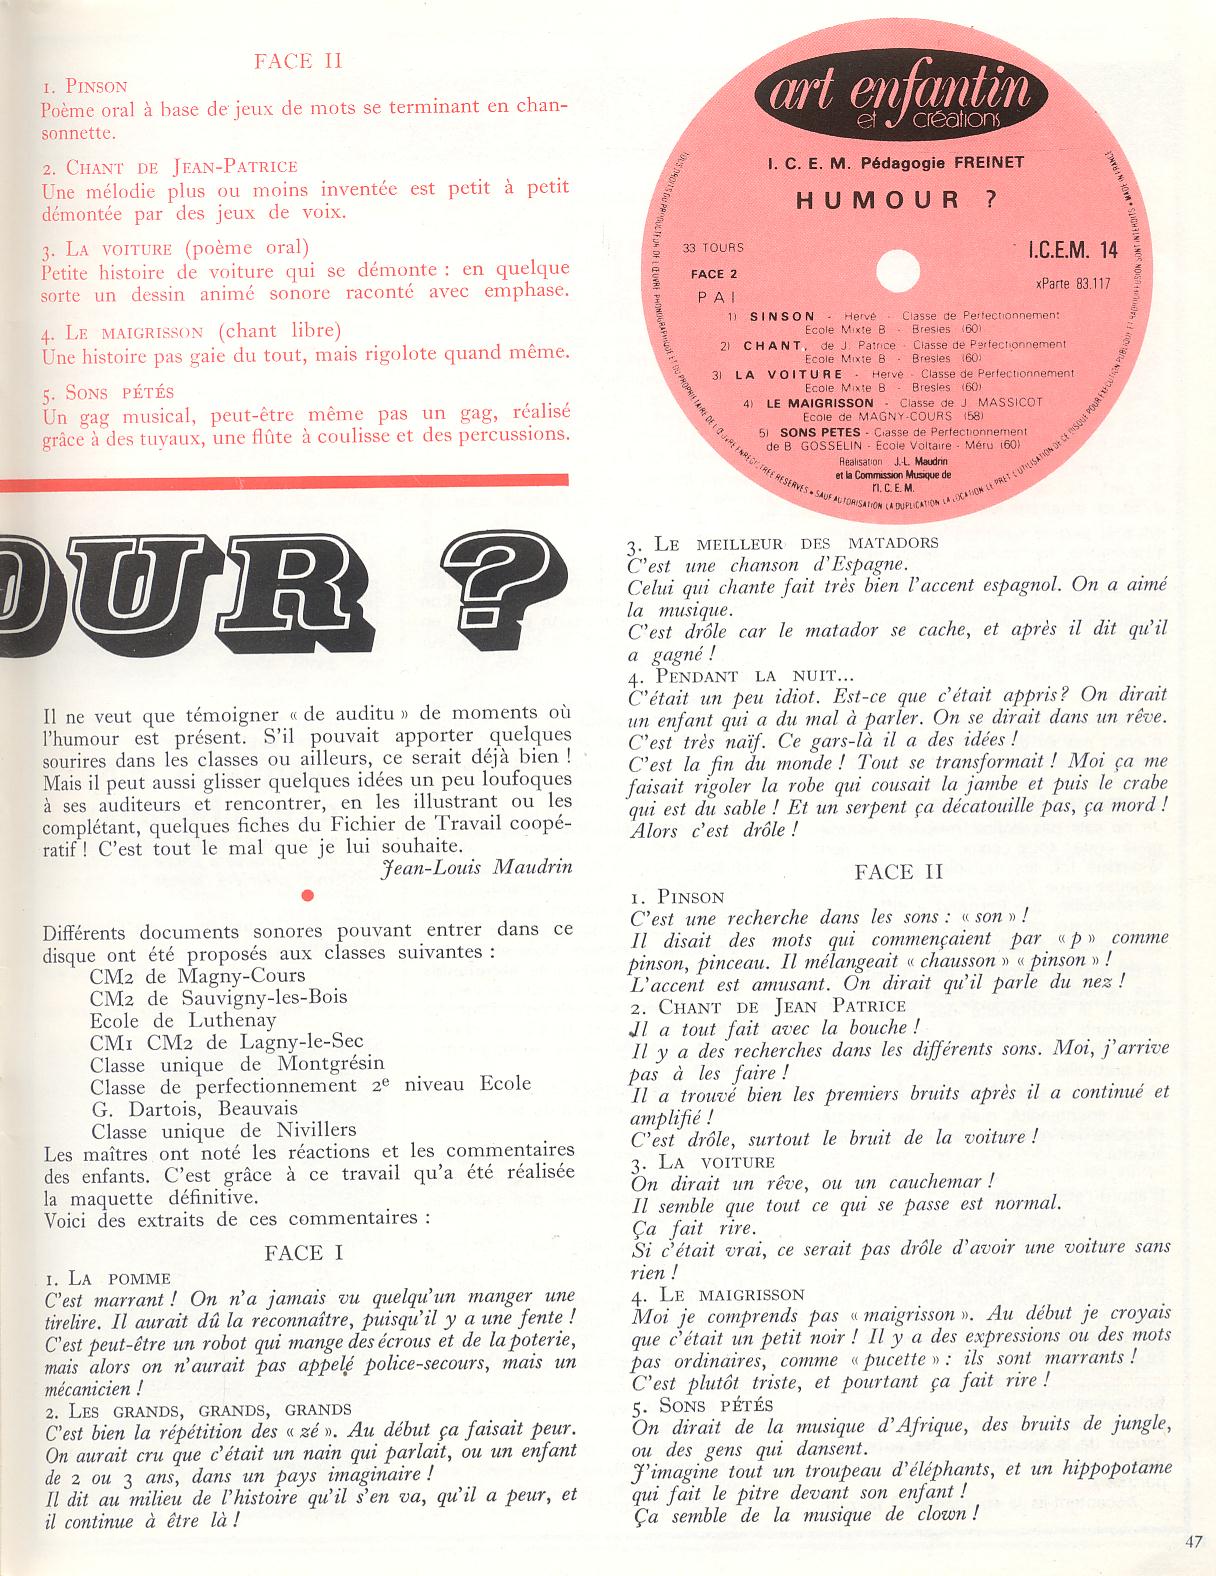 FACE II
1. PINSON
Poème oral à base de jeux de mots se terminant en chan-
sonnette.
2. CHANT DE JEAN-PATRICE
Une mélodie plus ou moins inventée est petit à petit
démontée par des jeux de voix.
3. LA VOITURE (poème oral)
Petite histoire de voiture qui se démonte : en quelque
sorte un dessin animé sonore raconté avec emphase.
4. LE MAIGRISSON (chant libre)
Une histoire pas gaie du tout, mais rigolote quand même.
5. SONS PÉTÉS
Un gag musical, peut-être même pas un gag, réalisé
grâce à des tuyaux, une flûte à coulisse et des percussions.
OUR ?
Il ne veut que témoigner « de auditu » de moments où
l'humour est présent. S'il pouvait apporter quelques
sourires dans les classes ou ailleurs, ce serait déjà bien !
Mais il peut aussi glisser quelques idées un peu loufoques
à ses auditeurs et rencontrer, en les illustrant ou les
complétant, quelques fiches du Fichier de Travail coopé-
ratif ! C'est tout le mal que je lui souhaite.
Jean-Louis Maudrin
Différents documents sonores pouvant entrer dans ce
disque ont été proposés aux classes suivantes :
CM2 de Magny-Cours
CM2 de Sauvigny-les-Bois
Ecole de Luthenay
CM1 CM2 de Lagny-le-Sec
Classe unique de Montgrésin
Classe de perfectionnement 2e niveau Ecole
G. Dartois, Beauvais
Classe unique de Nivillers
Les maîtres ont noté les réactions et les commentaires
des enfants. C'est grâce à ce travail qu'a été réalisée
la maquette définitive.
Voici des extraits de ces commentaires :
FACE I
1. LA POMME
C'est marrant ! On n'a jamais vu quelqu'un manger une
tirelire. Il aurait dû la reconnaître, puisqu'il y a une fente !
C'est peut-être un robot qui mange des écrous et de la poterie,
mais alors on n'aurait pas appelé police-secours, mais un
mécanicien !
2. LES GRANDS, GRANDS, GRANDS
C'est bien la répétition des « zé ». Au début ça faisait peur.
On aurait cru que c'était un nain qui parlait, ou un enfant
de 2 ou 3 ans, dans un pays imaginaire !
Il dit au milieu de l'histoire qu'il s'en va, qu'il a peur, et
il continue à être là !
art enfantin
et créations
I. C. E. M. Pédagogie FREINET
HUMOUR ?
33 TOURS
I.C.E.M. 14
FACE 2
xParte 83.117
PAI
1) SINSON - Hervé - Classe de Perfectionnement
Ecole Mixte B - Bresles (60)
2) CHANT, de J. Patrice - Classe de Perfectionnement
Ecole Mixte B - Bresles (60)
3) LA VOITURE - Hervé - Classe de Perfectionnement
Ecole Mixte B - Bresles (60)
4) LE MAIGRISSON - Classe de J. MASSICOT
Ecole de MAGNY-COURS (58)
5) SONS PETES - Classe de Perfectionnement
de B. GOSSELIN - Ecole Voltaire - Méru (60)
Réalisation J.-L. Maudrin
et la Commission Musique de
l'I. C. E. M.
TOUS DROITS DU PRODUCTEUR DE L'ŒUVRE PHONOGRAPHIQUE ET DU PROPRIETAIRE DE L'ŒUVRE ENREGISTREE RESERVES • SAUF AUTORISATION LA DUPLICATION LA LOCATION LE PRET L'UTILISATION DE CE DISQUE POUR EXECUTION PUBLIQUE ET RADIODIFFUSION SONT INTERDITS • MADE IN FRANCE
3. LE MEILLEUR DES MATADORS
C'est une chanson d'Espagne.
Celui qui chante fait très bien l'accent espagnol. On a aimé
la musique.
C'est drôle car le matador se cache, et après il dit qu'il
a gagné !
4. PENDANT LA NUIT...
C'était un peu idiot. Est-ce que c'était appris? On dirait
un enfant qui a du mal à parler. On se dirait dans un rêve.
C'est très naïf. Ce gars-là il a des idées !
C'est la fin du monde ! Tout se transformait ! Moi ça me
faisait rigoler la robe qui cousait la jambe et puis le crabe
qui est du sable ! Et un serpent ça décatouille pas, ça mord !
Alors c'est drôle !
FACE II
1. PINSON
C'est une recherche dans les sons : « son » !
Il disait des mots qui commençaient par « p » comme
pinson, pinceau. Il mélangeait « chausson » « pinson » !
L'accent est amusant. On dirait qu'il parle du nez !
2. CHANT DE JEAN PATRICE
Il a tout fait avec la bouche !
Il y a des recherches dans les différents sons. Moi, j'arrive
pas à les faire !
Il a trouvé bien les premiers bruits après il a continué et
amplifié !
C'est drôle, surtout le bruit de la voiture !
3. LA VOITURE
On dirait un rêve, ou un cauchemar !
Il semble que tout ce qui se passe est normal.
Ça fait rire.
Si c'était vrai, ce serait pas drôle d'avoir une voiture sans
rien !
4. LE MAIGRISSON
Moi je comprends pas « maigrisson ». Au début je croyais
que c'était un petit noir ! Il y a des expressions ou des mots
pas ordinaires, comme « pucette » : ils sont marrants !
C'est plutôt triste, et pourtant ça fait rire !
5. SONS PÉTÉS
On dirait de la musique d'Afrique, des bruits de jungle,
ou des gens qui dansent.
J'imagine tout un troupeau d'éléphants, et un hippopotame
qui fait le pitre devant son enfant !
Ça semble de la musique de clown !
47